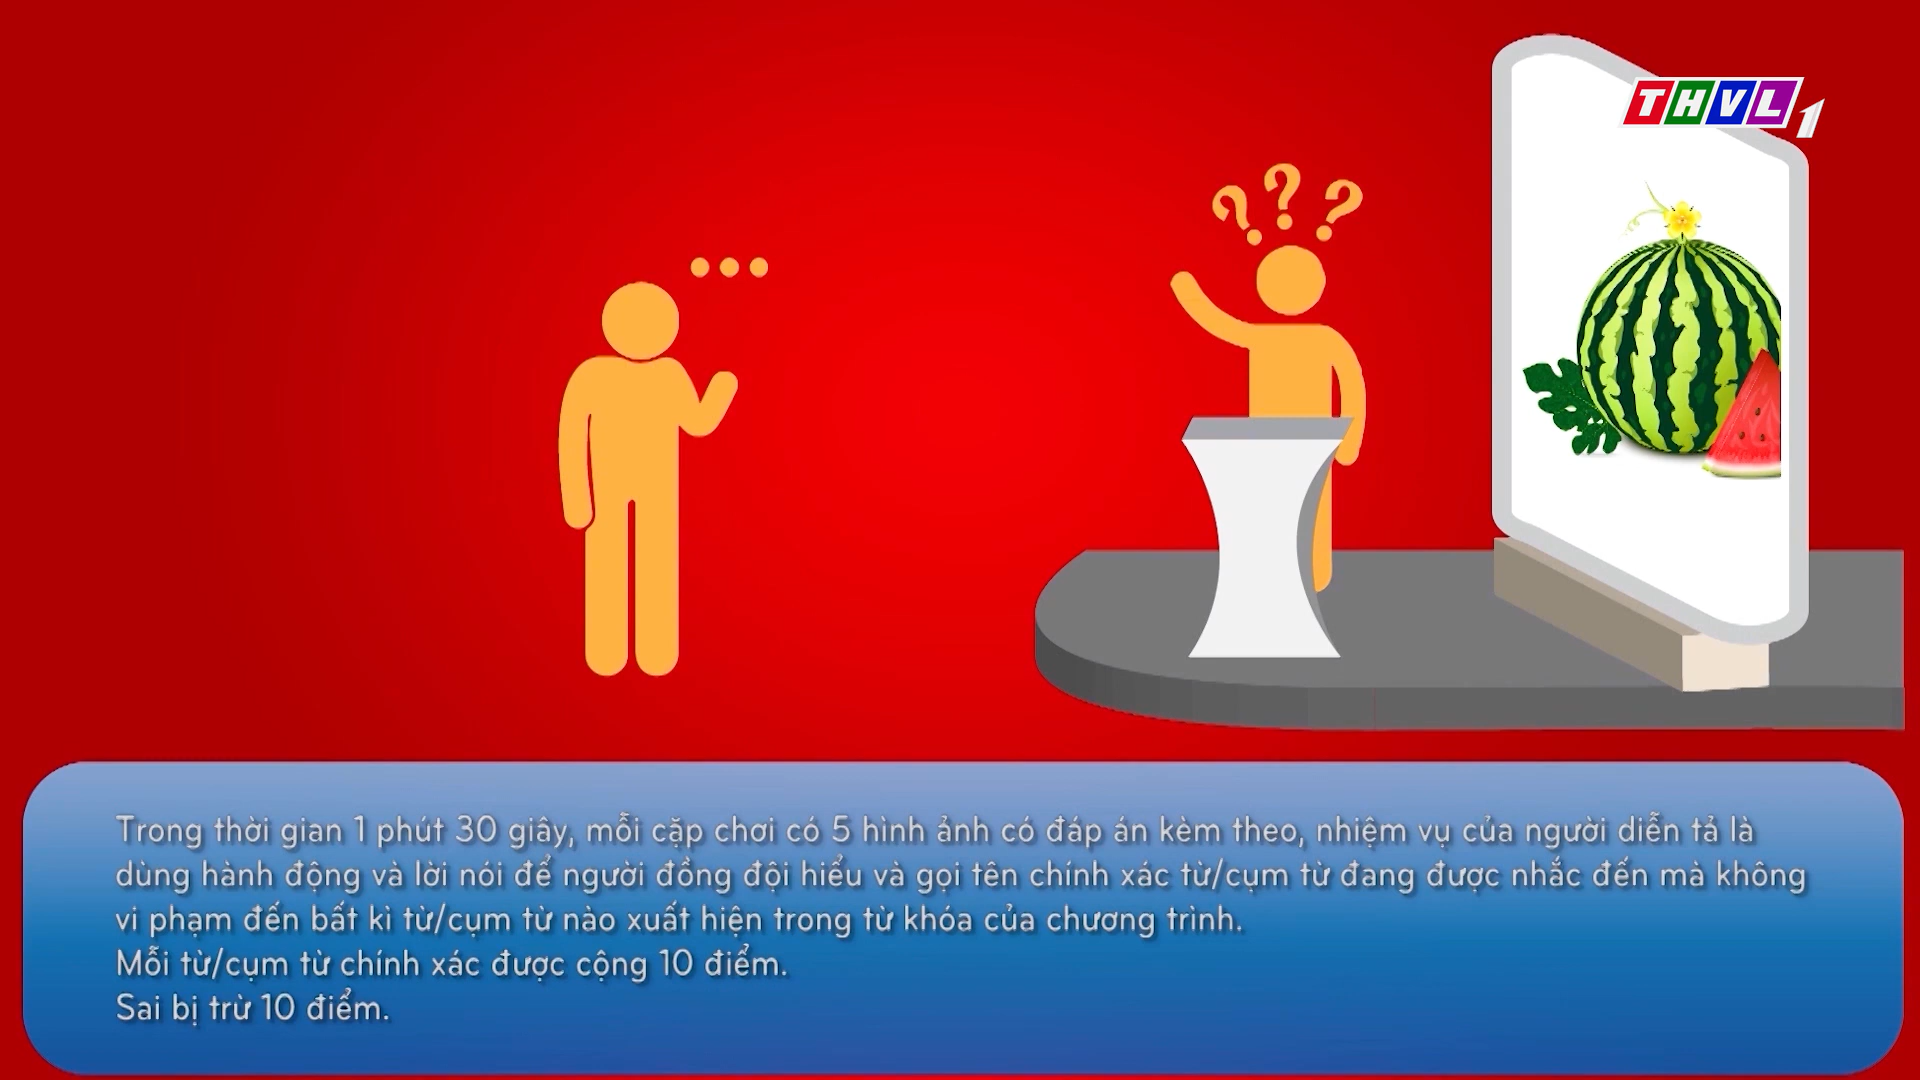 THVL1
???
Trong thời gian 1 phút 30 giây, mỗi cặp chơi có 5 hình ảnh có đáp án kèm theo, nhiệm vụ của người diễn tả là
dùng hành động và lời nói để người đồng đội hiểu và gọi tên chính xác từ/cụm từ đang được nhắc đến mà không
vi phạm đến bất kì từ/cụm từ nào xuất hiện trong từ khóa của chương trình.
Mỗi từ/cụm từ chính xác được cộng 10 điểm.
Sai bị trừ 10 điểm.